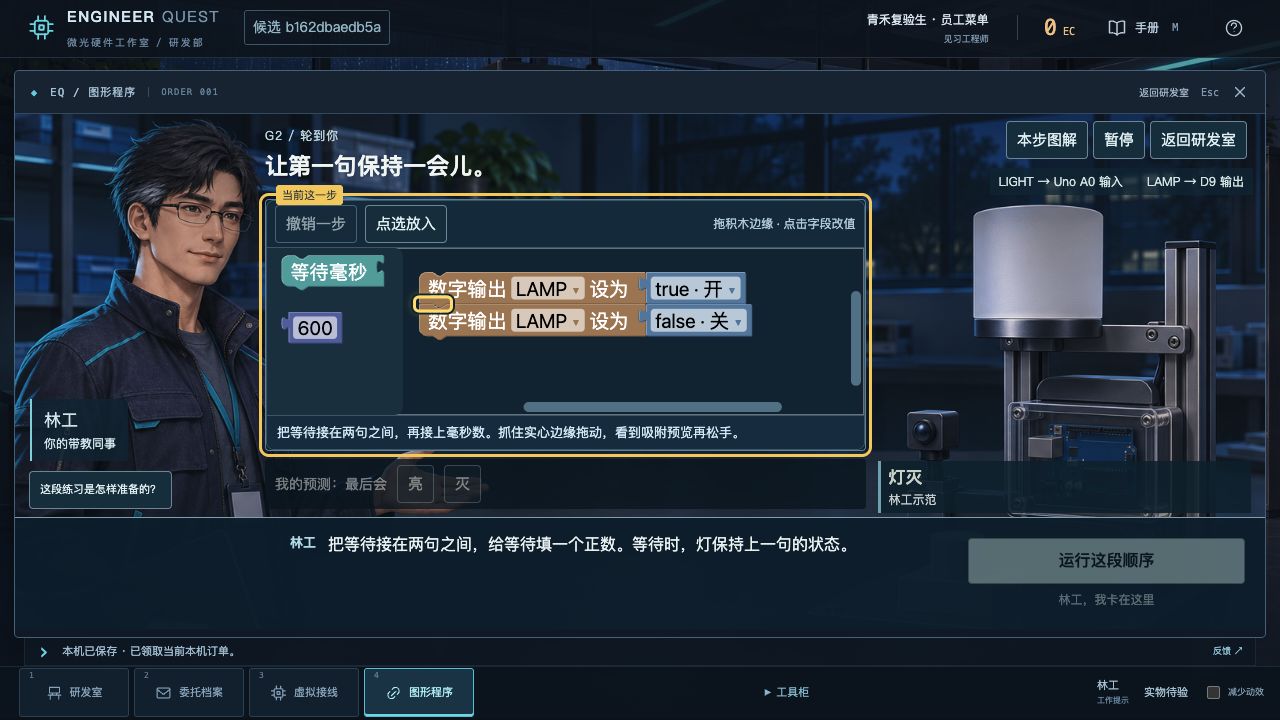 ENGINEER QUEST
微光硬件工作室 / 研发部
候选 b162dbaedb5a
青禾复验生 · 员工菜单
见习工程师
0 EC
手册 M
EQ / 图形程序
ORDER 001
返回研发室 Esc
G2 / 轮到你
让第一句保持一会儿。
本步图解
暂停
返回研发室
LIGHT → Uno A0 输入
LAMP → D9 输出
当前这一步
撤销一步
点选放入
拖积木边缘 · 点击字段改值
等待毫秒
600
数字输出 LAMP 设为 true · 开
数字输出 LAMP 设为 false · 关
把等待接在两句之间，再接上毫秒数。抓住实心边缘拖动，看到吸附预览再松手。
林工
你的带教同事
这段练习是怎样准备的？
我的预测：最后会 亮 灭
灯灭
林工示范
林工 把等待接在两句之间，给等待填一个正数。等待时，灯保持上一句的状态。
运行这段顺序
林工，我卡在这里
本机已保存 · 已领取当前本机订单。
反馈 ↗
1 研发室
2 委托档案
3 虚拟接线
4 图形程序
工具柜
林工
工作提示
实物待验
减少动效